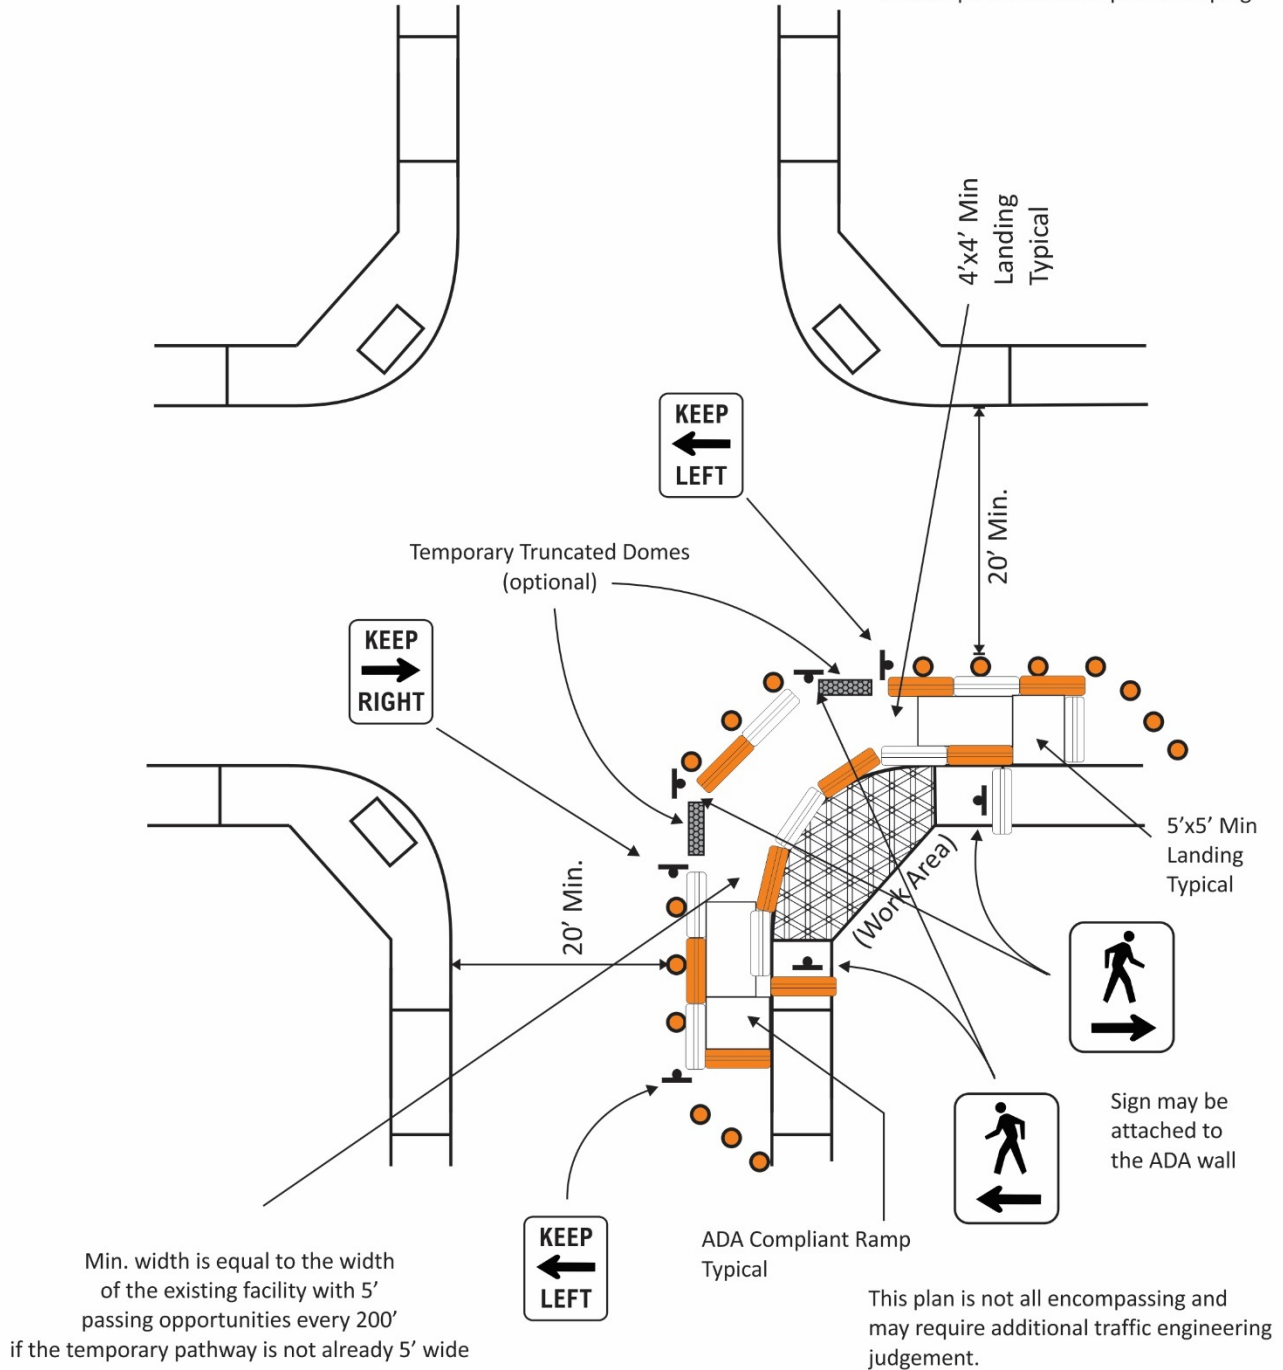 4'x4' Min
Landing
Typical
KEEP
LEFT
20' Min.
Temporary Truncated Domes
(optional)
KEEP
RIGHT
5'x5' Min
Landing
Typical
(Work Area)
20' Min.
Sign may be
attached to
the ADA wall
KEEP
LEFT
ADA Compliant Ramp
Typical
Min. width is equal to the width
of the existing facility with 5'
passing opportunities every 200'
if the temporary pathway is not already 5' wide
This plan is not all encompassing and
may require additional traffic engineering
judgement.